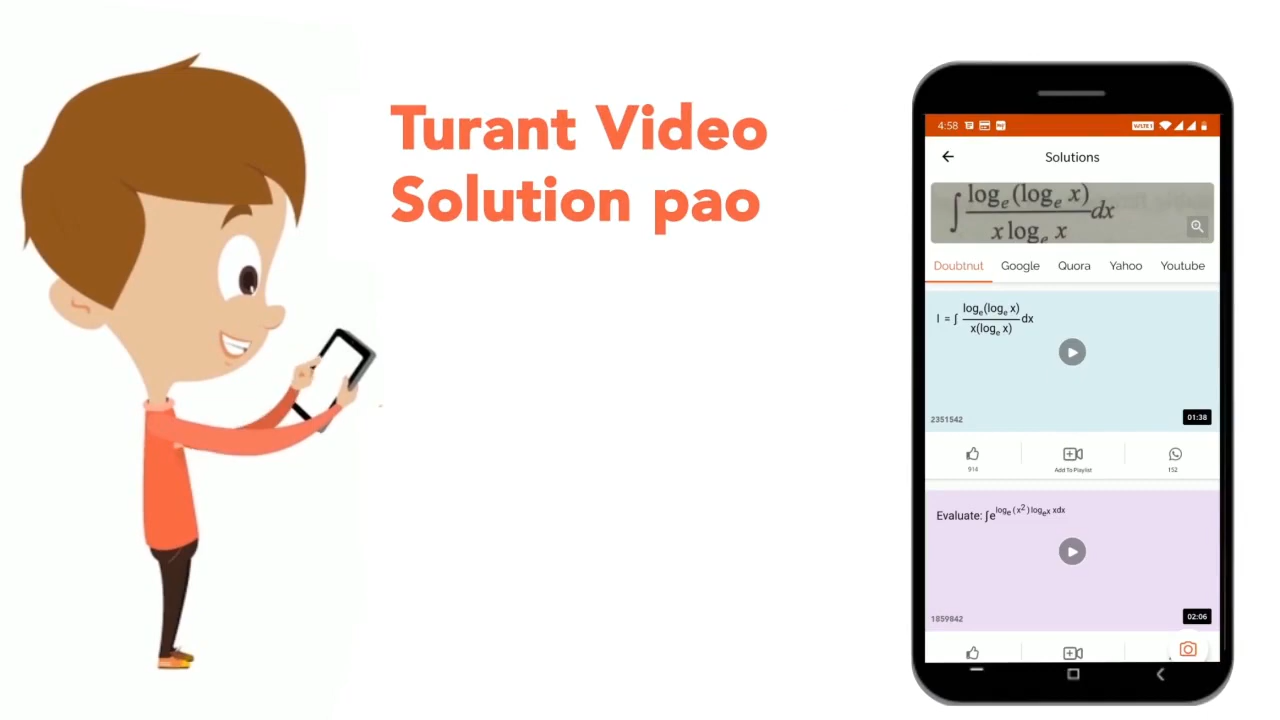 Turant Video
Solution pao
4:58
VoLTE1
Solutions
∫ logₑ(logₑ x) / x logₑ x dx
Doubtnut Google Quora Yahoo Youtube
I = ∫ logₑ(logₑ x) / x(logₑ x) dx
2351542 01:38
914 Add To Playlist 152
Evaluate: ∫e^logₑ(x²)logₑx xdx
1859842 02:06